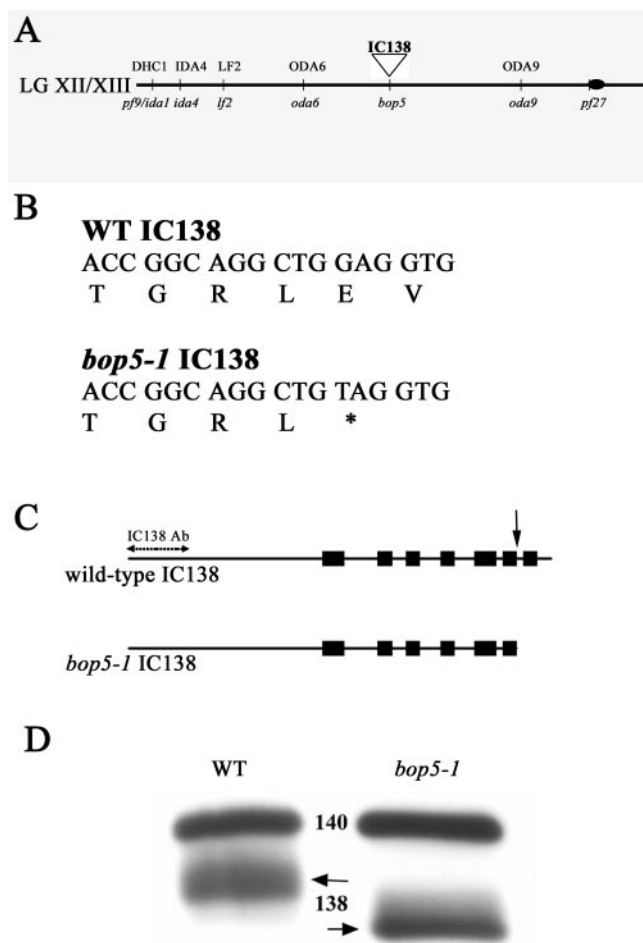 A
IC138
DHC1 IDA4 LF2 ODA6 ODA9
LG XII/XIII
pf9/ida1 ida4 lf2 oda6 bop5 oda9 pf27
B
WT IC138
ACC GGC AGG CTG GAG GTG
T G R L E V
bop5-1 IC138
ACC GGC AGG CTG TAG GTG
T G R L *
C
IC138 Ab
wild-type IC138
bop5-1 IC138
D
WT bop5-1
140
138